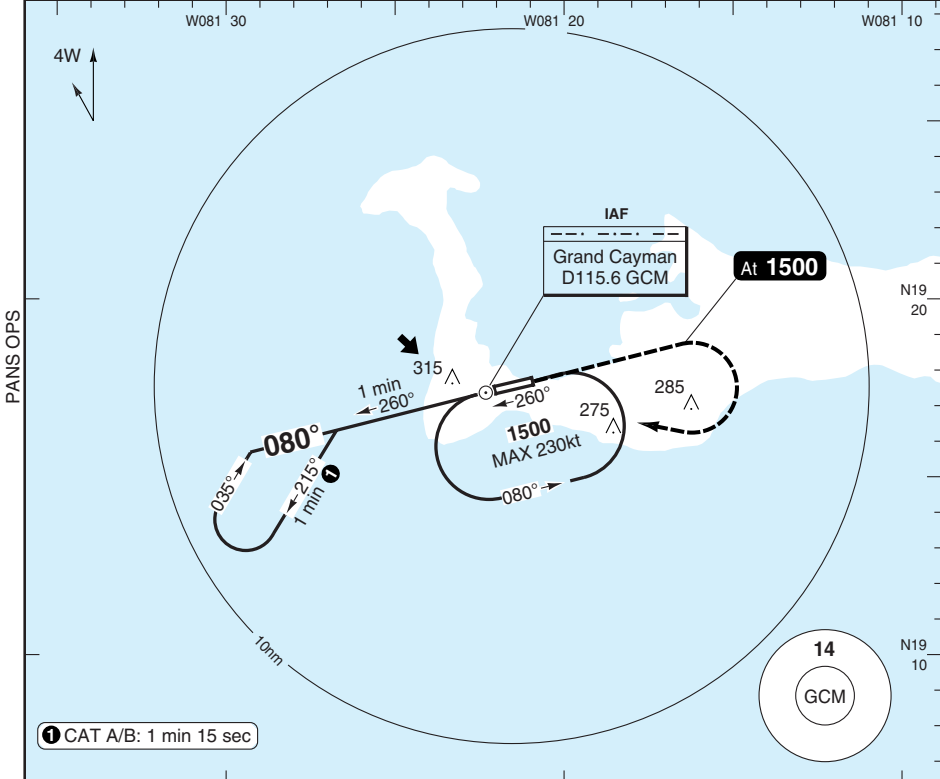 W081 30
W081 20
W081 10
4W
IAF
Grand Cayman
D115.6 GCM
At 1500
N19
20
PANS OPS
315
1 min
260°
260°
285
275
1500
MAX 230kt
080°
080°
035°
215°
1 min 1
10nm
N19
10
14
GCM
1 CAT A/B: 1 min 15 sec